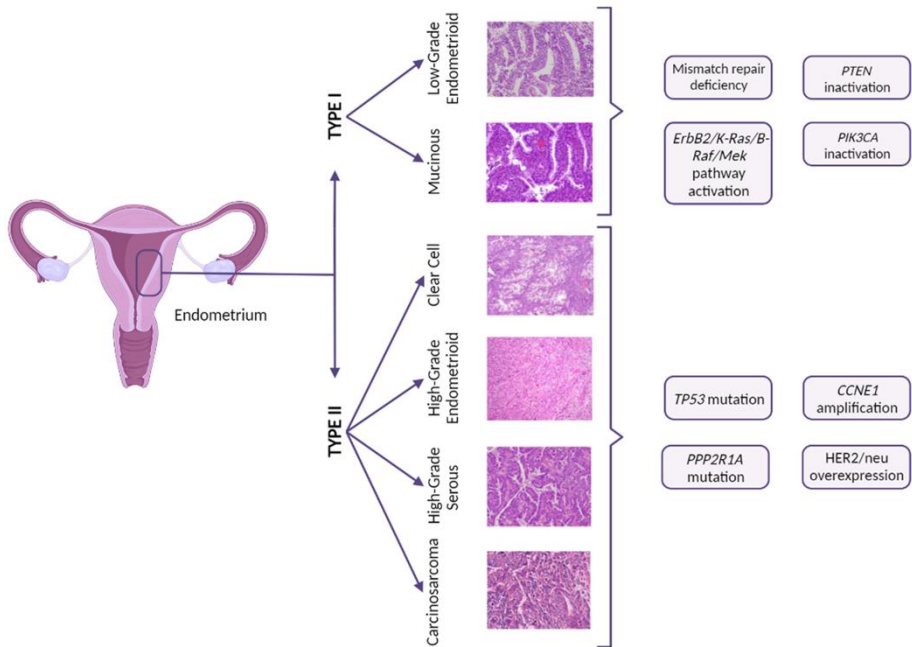 Endometrium
TYPE I
Low-Grade
Endometrioid
Mucinous
Mismatch repair
deficiency
PTEN
inactivation
ErbB2/K-Ras/B-
Raf/Mek
pathway
activation
PIK3CA
inactivation
TYPE II
Clear Cell
High-Grade
Endometrioid
High-Grade
Serous
Carcinosarcoma
TP53 mutation
CCNE1
amplification
PPP2R1A
mutation
HER2/neu
overexpression